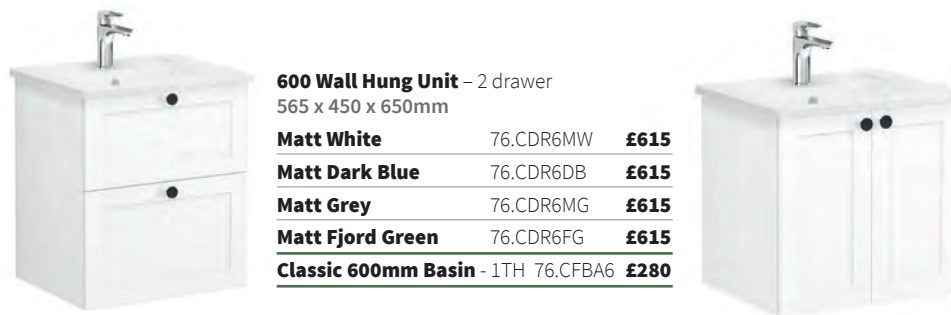 600 Wall Hung Unit – 2 drawer
565 x 450 x 650mm
Matt White 76.CDR6MW £615
Matt Dark Blue 76.CDR6DB £615
Matt Grey 76.CDR6MG £615
Matt Fjord Green 76.CDR6FG £615
Classic 600mm Basin - 1TH 76.CFBA6 £280